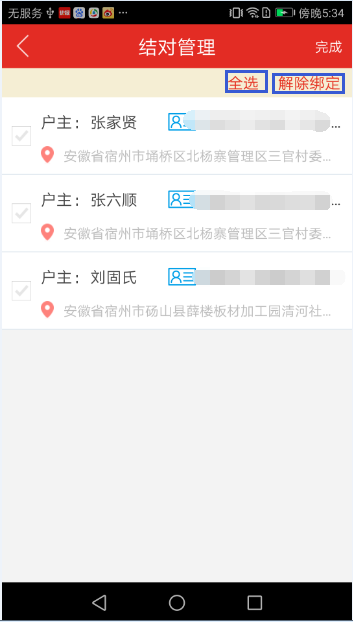 无服务 傍晚5:34
结对管理 完成
全选 解除绑定
户主：张家贤 ...
安徽省宿州市埇桥区北杨寨管理区三官村委...
户主：张六顺 ...
安徽省宿州市埇桥区北杨寨管理区三官村委...
户主：刘固氏
安徽省宿州市砀山县薛楼板材加工园清河社...